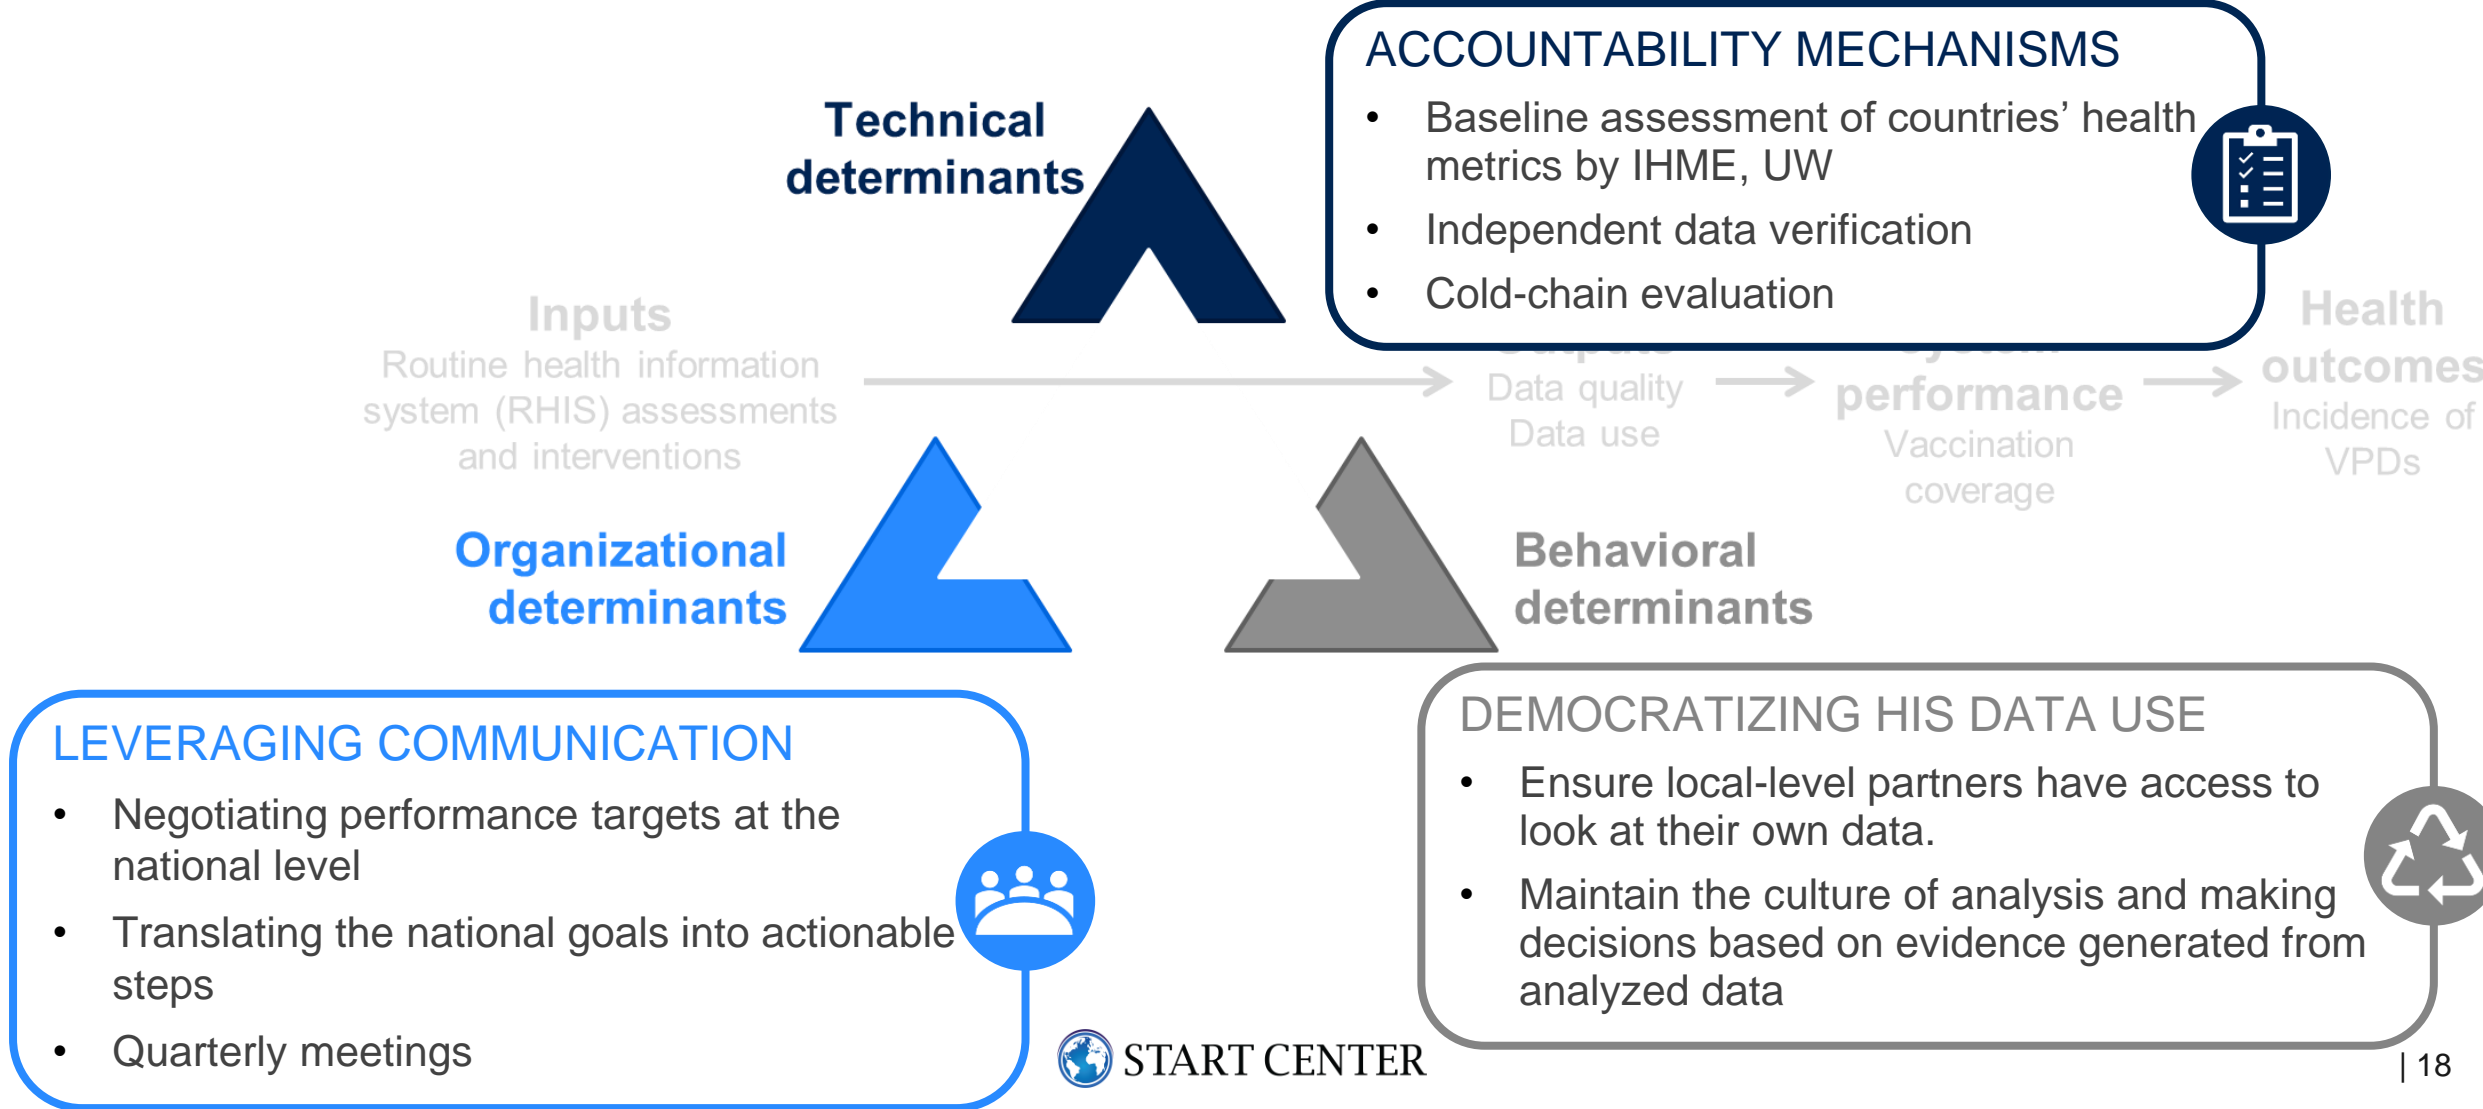 ACCOUNTABILITY MECHANISMS
• Baseline assessment of countries’ health
metrics by IHME, UW
• Independent data verification
• Cold-chain evaluation
Technical
determinants
Inputs
Routine health information
system (RHIS) assessments
and interventions
Data quality
Data use
performance
Vaccination
coverage
Health
outcomes
Incidence of
VPDs
Organizational
determinants
Behavioral
determinants
LEVERAGING COMMUNICATION
• Negotiating performance targets at the
national level
• Translating the national goals into actionable
steps
• Quarterly meetings
DEMOCRATIZING HIS DATA USE
• Ensure local-level partners have access to
look at their own data.
• Maintain the culture of analysis and making
decisions based on evidence generated from
analyzed data
START CENTER
| 18